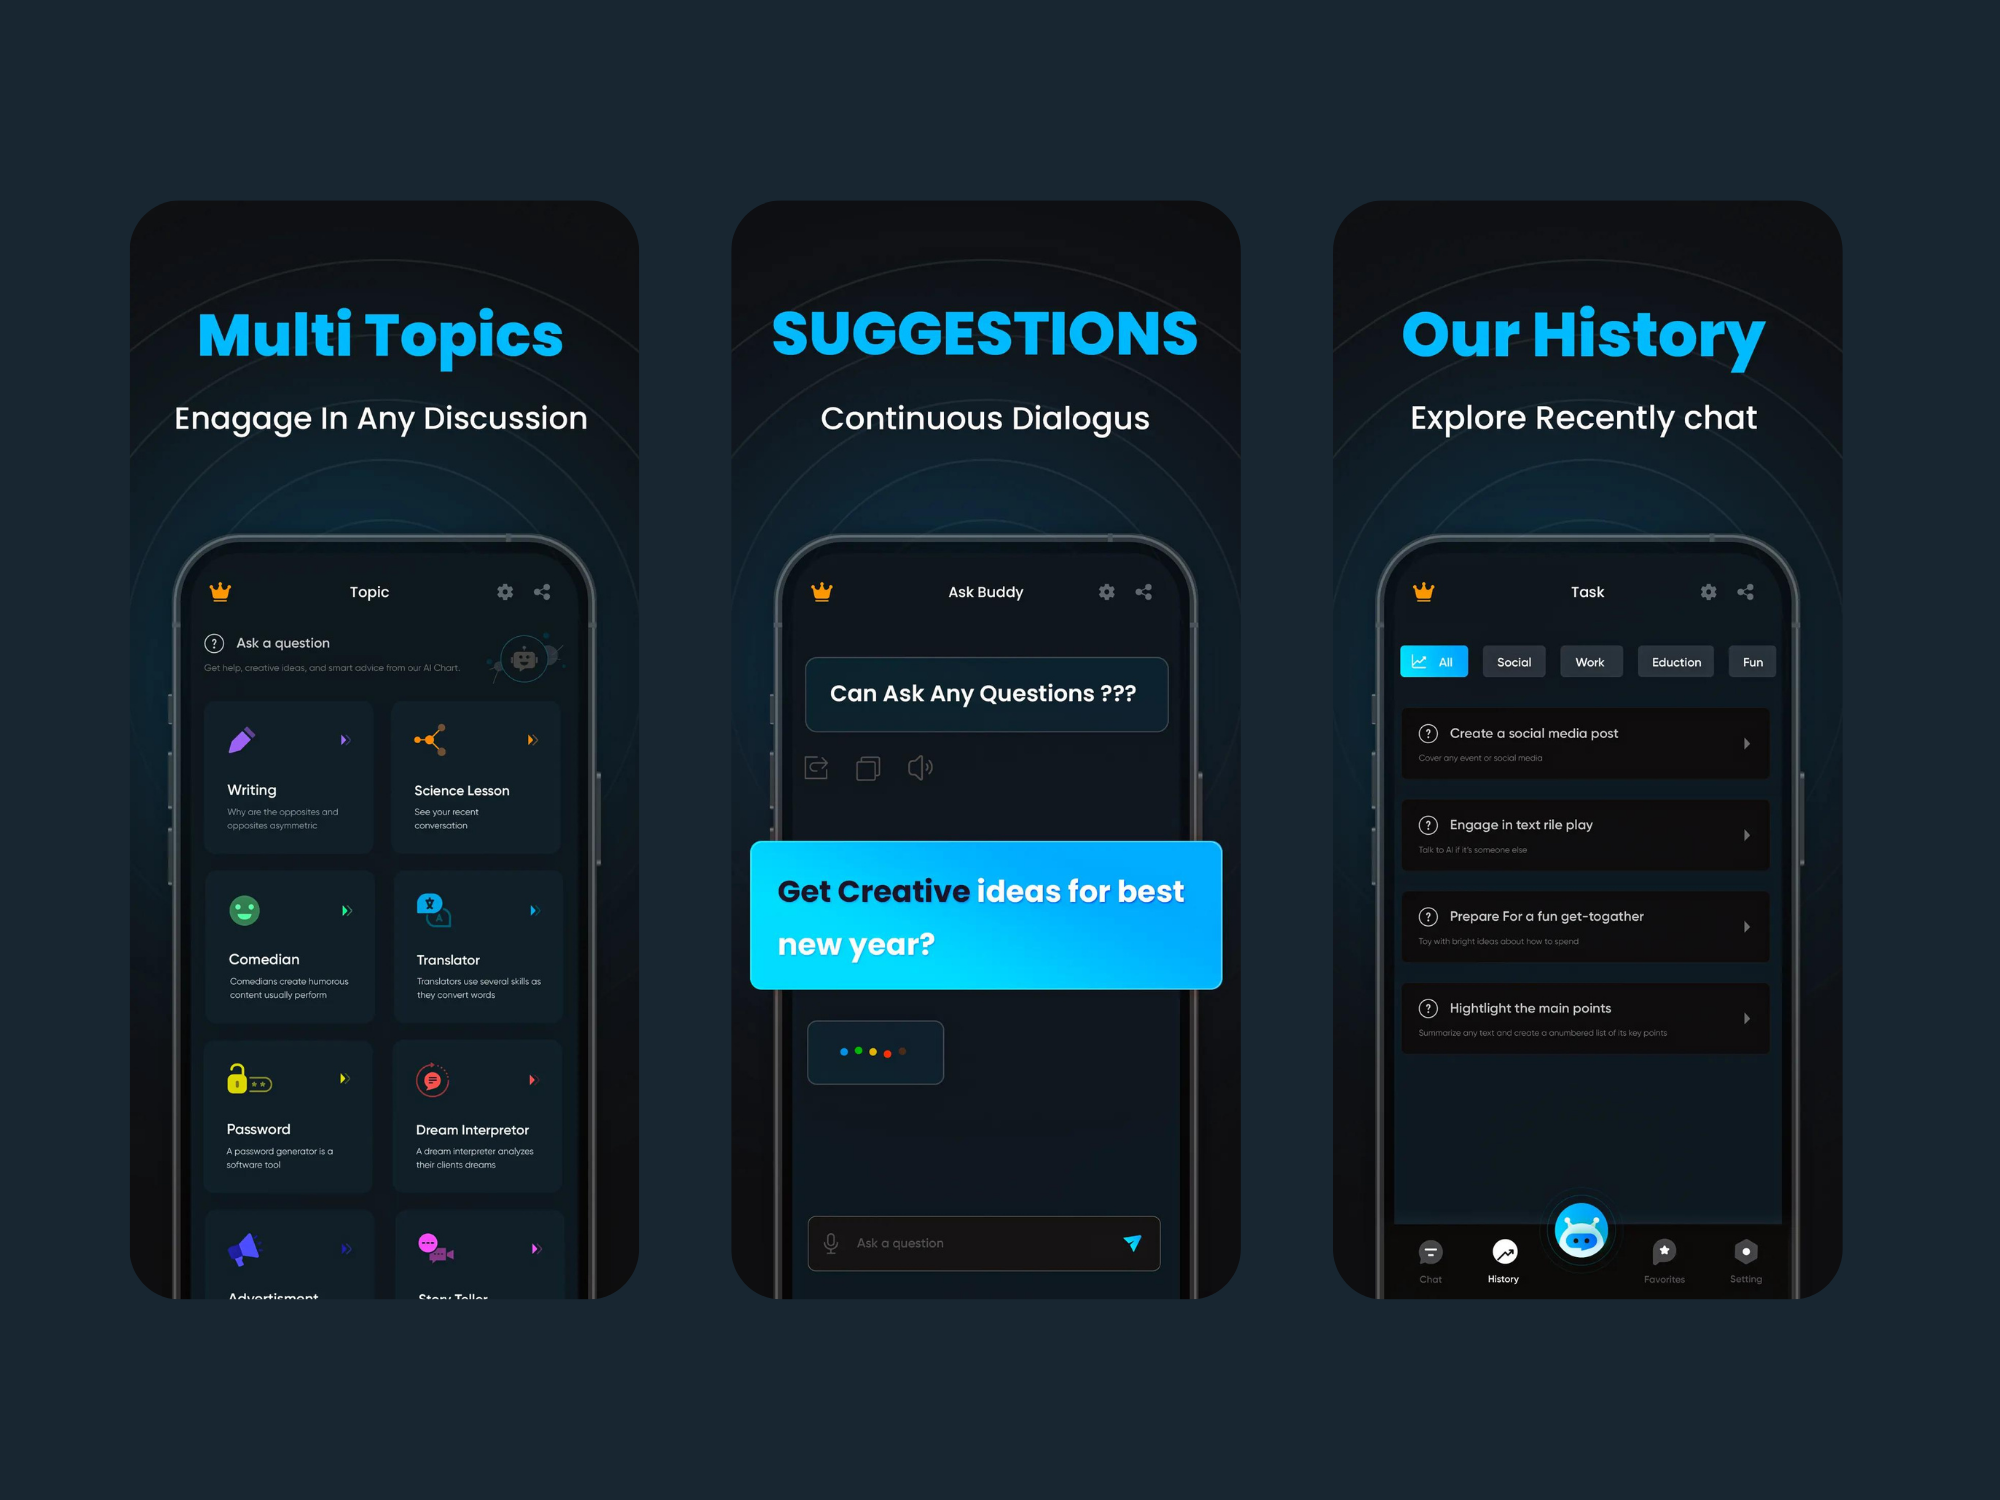 Multi Topics
Enagage In Any Discussion
Topic
Ask a question
Get help, creative ideas, and smart advice from our AI Chart.
Writing
Why are the opposites and
opposites asymmetric
Science Lesson
See your recent
conversation
Comedian
Comedians create humorous
content usually perform
Translator
Translators use several skills as
they convert words
Password
A password generator is a
software tool
Dream Interpretor
A dream interpreter analyzes
their clients dreams
Advertisment
Story Teller
SUGGESTIONS
Continuous Dialogus
Ask Buddy
Can Ask Any Questions ???
Get Creative ideas for best
new year?
Ask a question
Our History
Explore Recently chat
Task
All
Social
Work
Eduction
Fun
Create a social media post
Cover any event or social media
Engage in text rile play
Talk to AI if it's someone else
Prepare For a fun get-togather
Toy with bright ideas about how to spend
Hightlight the main points
Summarize any text and create a anumbered list of its key points
Chat
History
Favorites
Setting